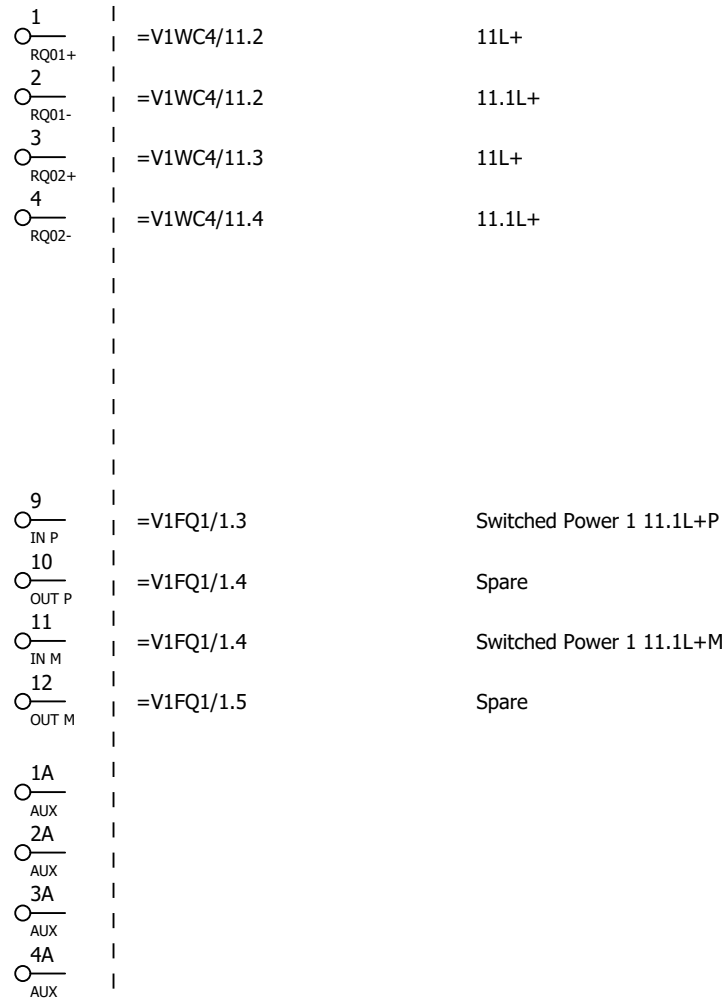 1
RQ01+ =V1WC4/11.2 11L+
2
RQ01- =V1WC4/11.2 11.1L+
3
RQ02+ =V1WC4/11.3 11L+
4
RQ02- =V1WC4/11.4 11.1L+
9
IN P =V1FQ1/1.3 Switched Power 1 11.1L+P
10
OUT P =V1FQ1/1.4 Spare
11
IN M =V1FQ1/1.4 Switched Power 1 11.1L+M
12
OUT M =V1FQ1/1.5 Spare
1A
AUX
2A
AUX
3A
AUX
4A
AUX